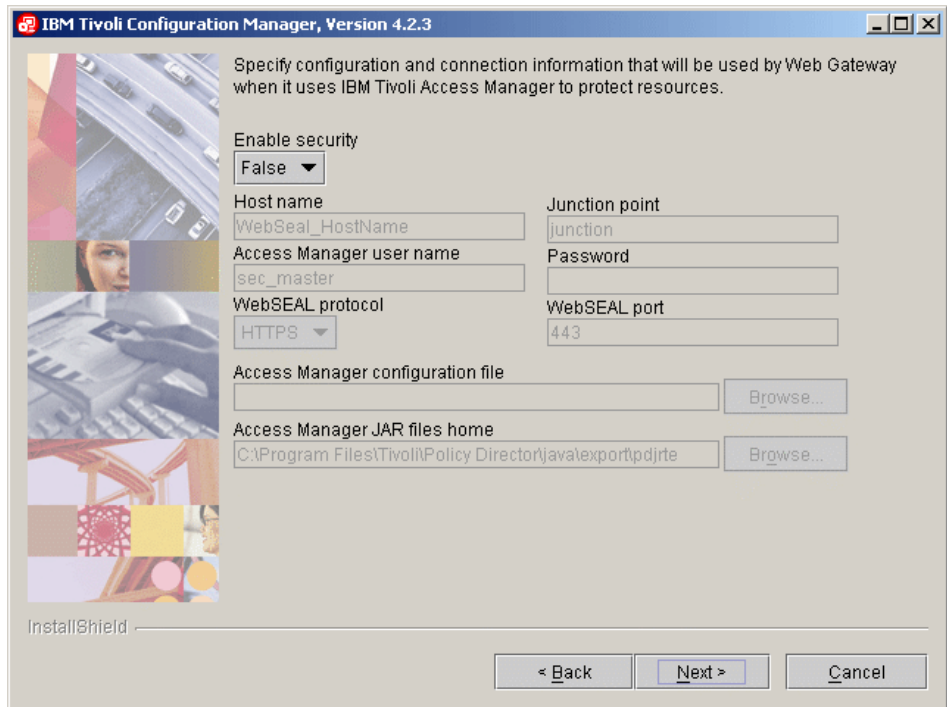 IBM Tivoli Configuration Manager, Version 4.2.3
Specify configuration and connection information that will be used by Web Gateway
when it uses IBM Tivoli Access Manager to protect resources.
Enable security
False
Host name
Junction point
WebSeal_HostName
junction
Access Manager user name
Password
sec_master
WebSEAL protocol
WebSEAL port
HTTPS
443
Access Manager configuration file
Browse...
Access Manager JAR files home
C:\Program Files\Tivoli\Policy Director\java\export\pdjrte
Browse...
InstallShield
< Back
Next >
Cancel